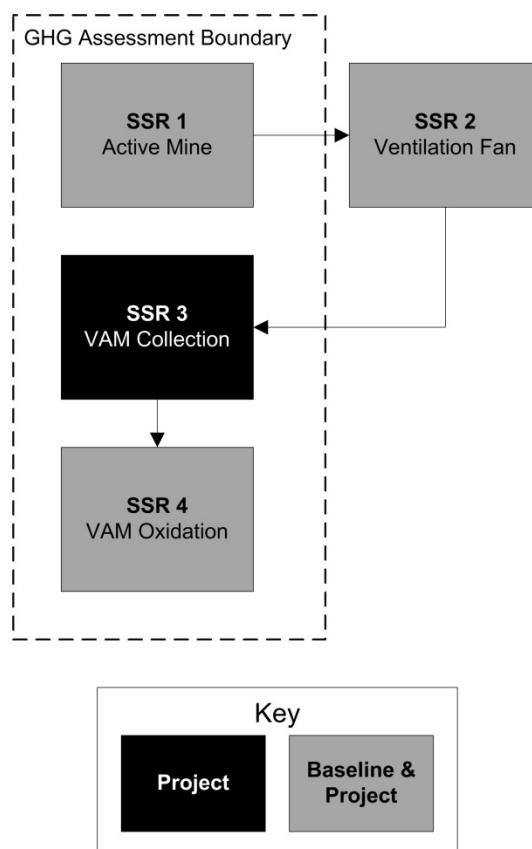 GHG Assessment Boundary
SSR 1
Active Mine
SSR 2
Ventilation Fan
SSR 3
VAM Collection
SSR 4
VAM Oxidation
Key
Project
Baseline &
Project